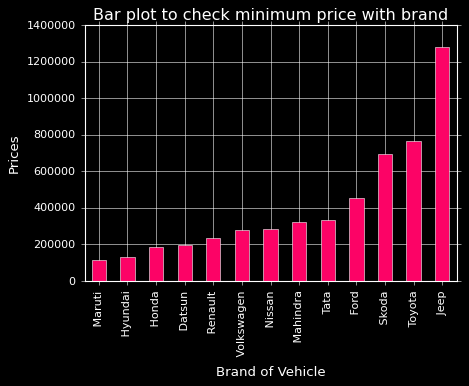 Bar plot to check minimum price with brand
1400000
1200000
1000000
800000
600000
400000
200000
0
Prices
Maruti
Hyundai
Honda
Datsun
Renault
Volkswagen
Nissan
Mahindra
Tata
Ford
Skoda
Toyota
Jeep
Brand of Vehicle